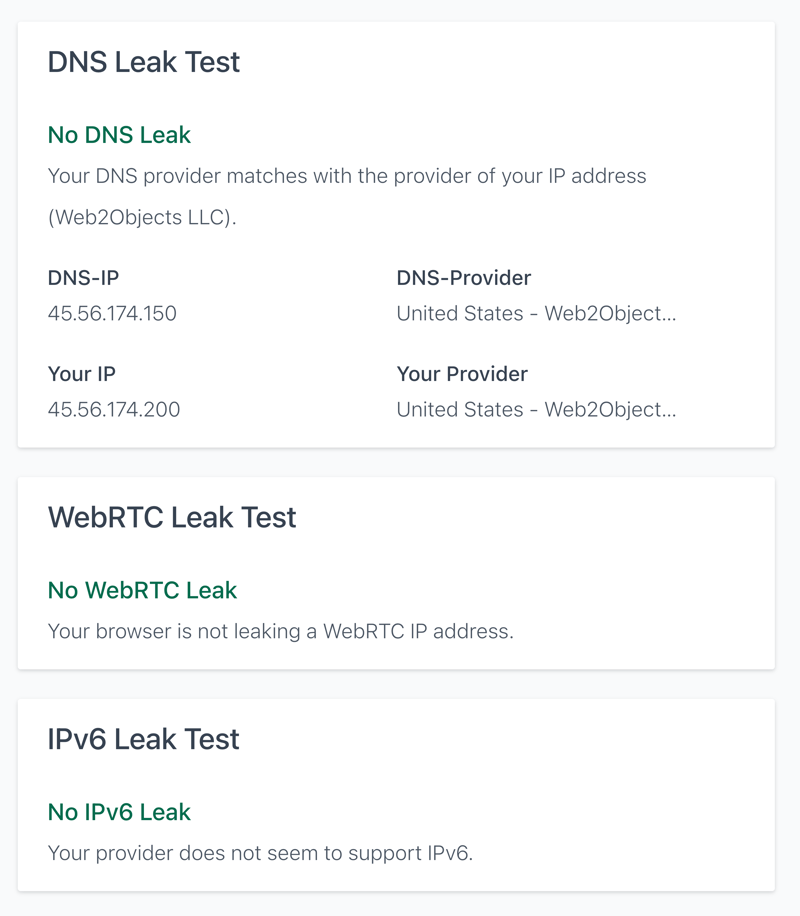 DNS Leak Test
No DNS Leak
Your DNS provider matches with the provider of your IP address
(Web2Objects LLC).
DNS-IP
DNS-Provider
45.56.174.150
United States - Web2Object...
Your IP
Your Provider
45.56.174.200
United States - Web2Object...
WebRTC Leak Test
No WebRTC Leak
Your browser is not leaking a WebRTC IP address.
IPv6 Leak Test
No IPv6 Leak
Your provider does not seem to support IPv6.